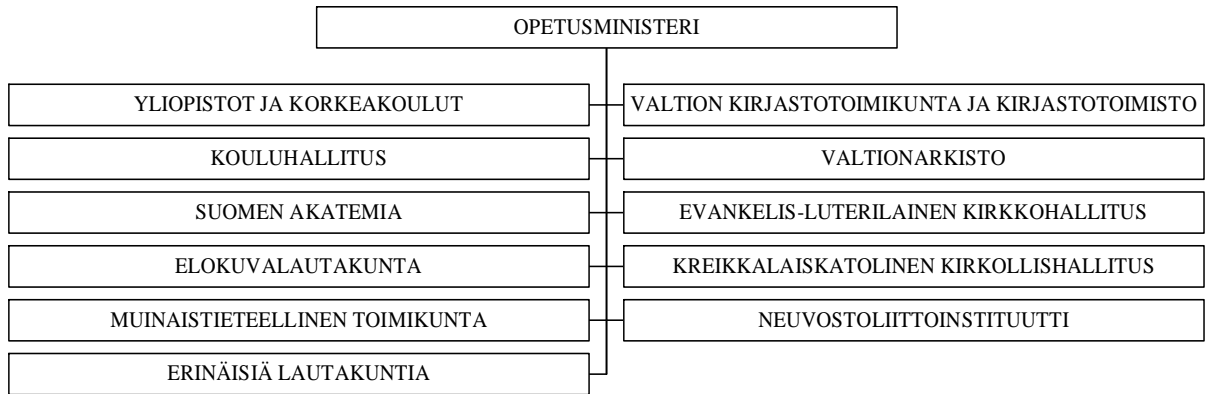 OPETUSMINISTERI
YLIOPISTOT JA KORKEAKOULUT
VALTION KIRJASTOTOIMIKUNTA JA KIRJASTOTOIMISTO
KOULUHALLITUS
VALTIONARKISTO
SUOMEN AKATEMIA
EVANKELIS-LUTERILAINEN KIRKKOHALLITUS
ELOKUVALAUTAKUNTA
KREIKKALAISKATOLINEN KIRKOLLISHALLITUS
MUINAISTIETEELLINEN TOIMIKUNTA
NEUVOSTOLIITTOINSTITUUTTI
ERINÄISIÄ LAUTAKUNTIA